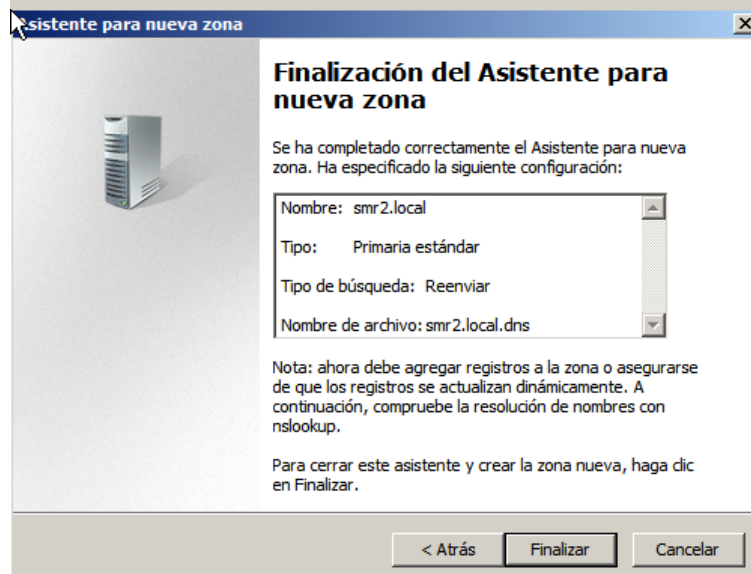 Asistente para nueva zona
Finalización del Asistente para
nueva zona
Se ha completado correctamente el Asistente para nueva
zona. Ha especificado la siguiente configuración:
Nombre: smr2.local
Tipo: Primaria estándar
Tipo de búsqueda: Reenviar
Nombre de archivo: smr2.local.dns
Nota: ahora debe agregar registros a la zona o asegurarse
de que los registros se actualizan dinámicamente. A
continuación, compruebe la resolución de nombres con
nslookup.
Para cerrar este asistente y crear la zona nueva, haga clic
en Finalizar.
< Atrás Finalizar Cancelar